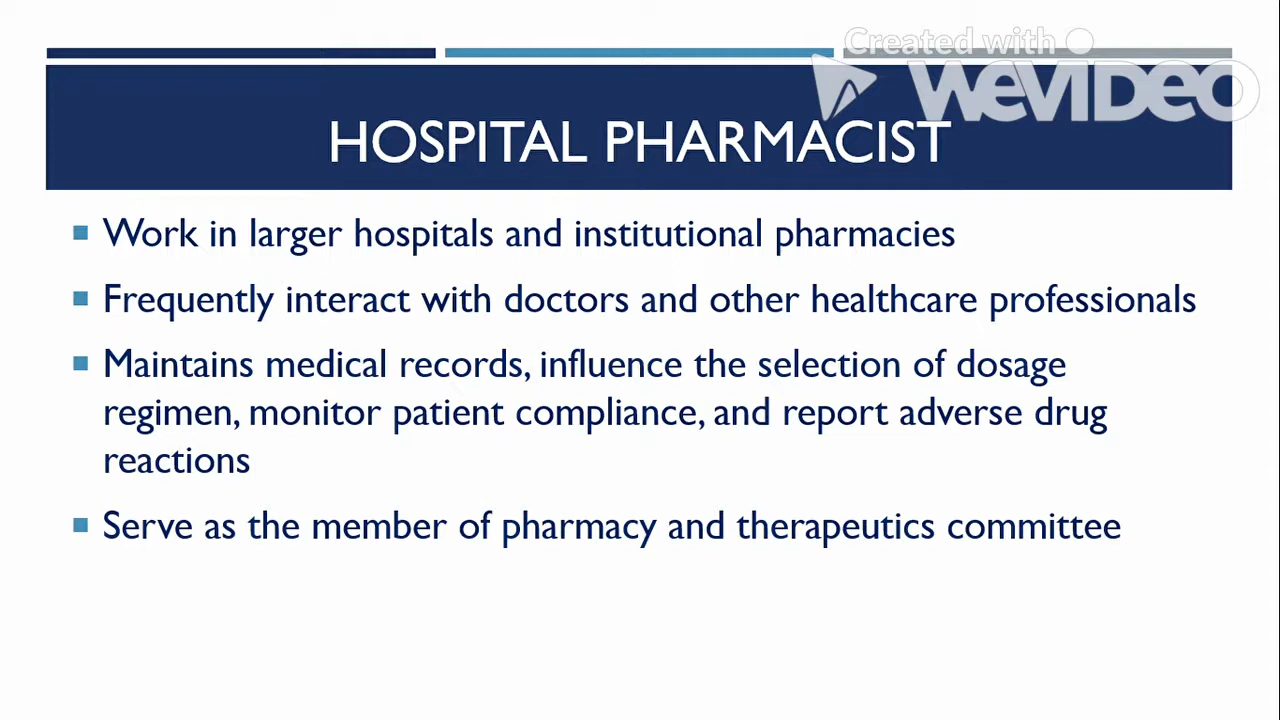 Created with
WEVIDEO
HOSPITAL PHARMACIST
Work in larger hospitals and institutional pharmacies
Frequently interact with doctors and other healthcare professionals
Maintains medical records, influence the selection of dosage
regimen, monitor patient compliance, and report adverse drug
reactions
Serve as the member of pharmacy and therapeutics committee